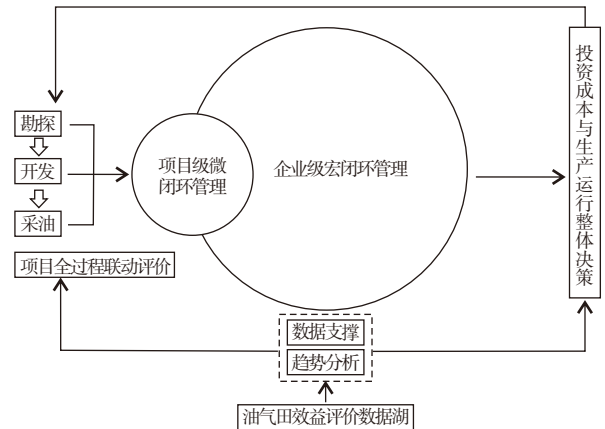 勘探
开发
采油
项目级微
闭环管理
企业级宏闭环管理
投资成本与生产运行整体决策
项目全过程联动评价
数据支撑
趋势分析
油气田效益评价数据湖